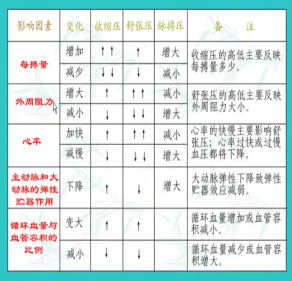 影响因素 变化 收缩压 舒张压 脉搏压 备 注
每搏量 增加 ↑↑ ↑ 增大 收缩压的高低主要反映
每搏量多少。
减少 ↓↓ ↓ 减小
外周阻力 增大 ↑ ↑↑ 减小 舒张压的高低主要反映
外周阻力大小。
减小 ↓ ↓↓ 增大
心率 加快 ↑ ↑↑ 减小 心率的快慢主要影响舒
张压;心率过快或过慢
血压都将下降。
减慢 ↓ ↓↓ 增大
主动脉和大
动脉的弹性
贮器作用 下降 ↑ ↓ 增大 大动脉弹性下降致弹性
贮器效应减弱。
循环血量与
血管容积的
比例 变大 ↑ ↑ 循环血量增加或血管容
积减小。
减小 ↓ ↓ 循环血量减少或血管容
积增大。